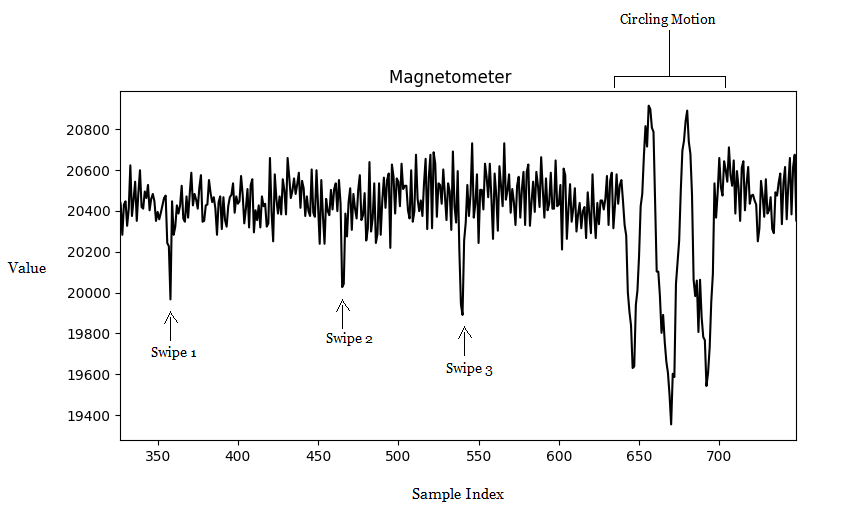 Circling Motion
Magnetometer
20800
20600
20400
20200
20000
19800
19600
19400
Value
Swipe 1
Swipe 2
Swipe 3
350 400 450 500 550 600 650 700
Sample Index